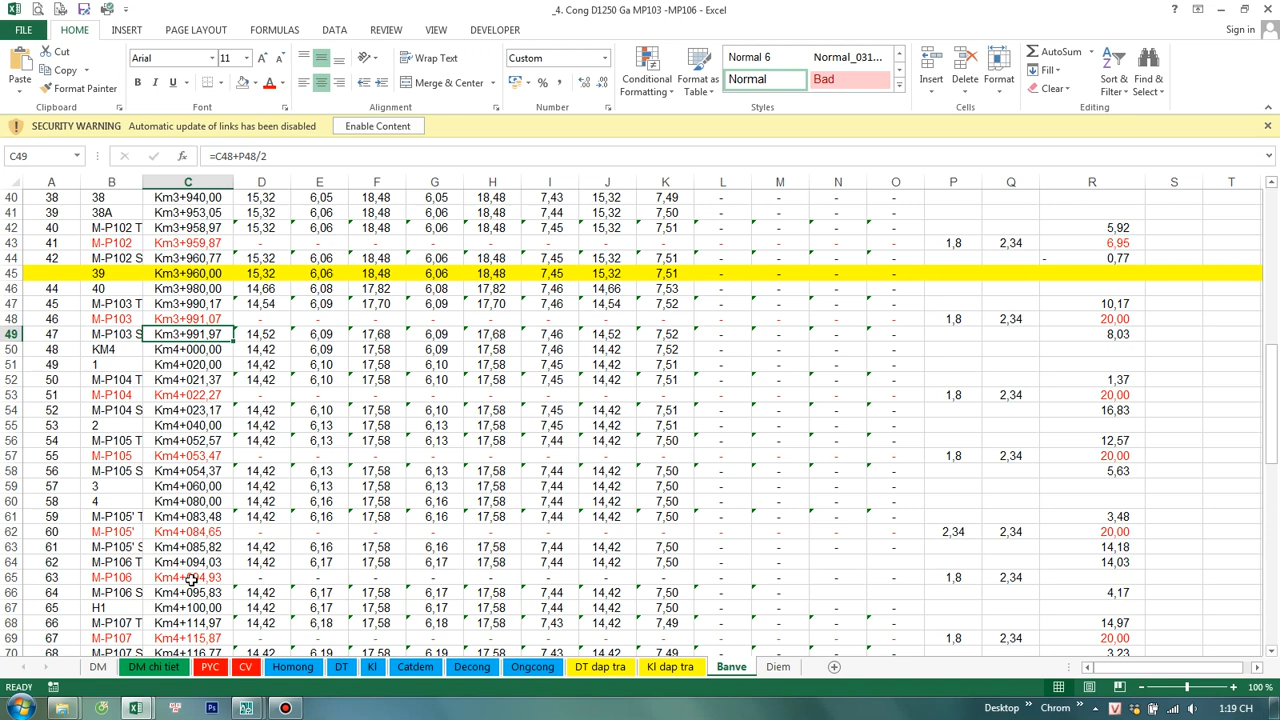 _4. Cong D1250 Ga MP103 -MP106 - Excel
FILE HOME INSERT PAGE LAYOUT FORMULAS DATA REVIEW VIEW DEVELOPER Sign in
Paste Cut Copy Format Painter Clipboard
Arial 11 B I U Font
Wrap Text Merge & Center Alignment
Custom % , Number
Conditional Formatting Format as Table
Normal 6 Normal_031...
Normal Bad Styles
Insert Delete Format Cells
AutoSum Fill Clear Sort & Filter Find & Select Editing
SECURITY WARNING Automatic update of links has been disabled Enable Content
C49 fx =C48+P48/2
A B C D E F G H I J K L M N O P Q R S T
40 38 38 Km3+940,00 15,32 6,05 18,48 6,05 18,48 7,43 15,32 7,49 - - - -
41 39 38A Km3+953,05 15,32 6,06 18,48 6,06 18,48 7,44 15,32 7,50 - - - -
42 40 M-P102 T Km3+958,97 15,32 6,06 18,48 6,06 18,48 7,45 15,32 7,51 - - - - 5,92
43 41 M-P102 Km3+959,87 - - - - - - - - - - - - 1,8 2,34 6,95
44 42 M-P102 S Km3+960,77 15,32 6,06 18,48 6,06 18,48 7,45 15,32 7,51 - - - - - 0,77
45 39 Km3+960,00 15,32 6,06 18,48 6,06 18,48 7,45 15,32 7,51 - - - -
46 44 40 Km3+980,00 14,66 6,08 17,82 6,08 17,82 7,46 14,66 7,53 - - - -
47 45 M-P103 T Km3+990,17 14,54 6,09 17,70 6,09 17,70 7,46 14,54 7,52 - - - - 10,17
48 46 M-P103 Km3+991,07 - - - - - - - - - - - - 1,8 2,34 20,00
49 47 M-P103 S Km3+991,97 14,52 6,09 17,68 6,09 17,68 7,46 14,52 7,52 - - - - 8,03
50 48 KM4 Km4+000,00 14,42 6,09 17,58 6,09 17,58 7,46 14,42 7,52 - - - -
51 49 1 Km4+020,00 14,42 6,10 17,58 6,10 17,58 7,45 14,42 7,51 - - - -
52 50 M-P104 T Km4+021,37 14,42 6,10 17,58 6,10 17,58 7,45 14,42 7,51 - - - - 1,37
53 51 M-P104 Km4+022,27 - - - - - - - - - - - - 1,8 2,34 20,00
54 52 M-P104 S Km4+023,17 14,42 6,10 17,58 6,10 17,58 7,45 14,42 7,51 - - - - 16,83
55 53 2 Km4+040,00 14,42 6,13 17,58 6,13 17,58 7,45 14,42 7,51 - - - -
56 54 M-P105 T Km4+052,57 14,42 6,13 17,58 6,13 17,58 7,44 14,42 7,50 - - - - 12,57
57 55 M-P105 Km4+053,47 - - - - - - - - - - - - 1,8 2,34 20,00
58 56 M-P105 S Km4+054,37 14,42 6,13 17,58 6,13 17,58 7,44 14,42 7,50 - - - - 5,63
59 57 3 Km4+060,00 14,42 6,13 17,58 6,13 17,58 7,44 14,42 7,50 - - - -
60 58 4 Km4+080,00 14,42 6,16 17,58 6,16 17,58 7,44 14,42 7,50 - - - -
61 59 M-P105' T Km4+083,48 14,42 6,16 17,58 6,16 17,58 7,44 14,42 7,50 - - - - 3,48
62 60 M-P105' Km4+084,65 - - - - - - - - - - - - 2,34 2,34 20,00
63 61 M-P105' S Km4+085,82 14,42 6,16 17,58 6,16 17,58 7,44 14,42 7,50 - - - - 14,18
64 62 M-P106 T Km4+094,03 14,42 6,17 17,58 6,17 17,58 7,44 14,42 7,50 - - - - 14,03
65 63 M-P106 - - - - - - - - - - - - 1,8 2,34
66 64 M-P106 S Km4+095,83 14,42 6,17 17,58 6,17 17,58 7,44 14,42 7,50 - - - - 4,17
67 65 H1 Km4+100,00 14,42 6,17 17,58 6,17 17,58 7,44 14,42 7,50 - - - -
68 66 M-P107 T Km4+114,97 14,42 6,18 17,58 6,18 17,58 7,43 14,42 7,50 - - - - 14,97
69 67 M-P107 Km4+115,87 - - - - - - - - - - - - 1,8 2,34 20,00
70 68 M-P107 S Km4+116,77 14,42 6,19 17,58 6,19 17,58 7,43 14,42 7,50 - - - - 3,23
DM DM chi tiet PYC CV Homong DT Kl Catdem Decong Ongcong DT dap tra Kl dap tra Banve Diem
READY 100 %
Desktop Chrom 1:19 CH